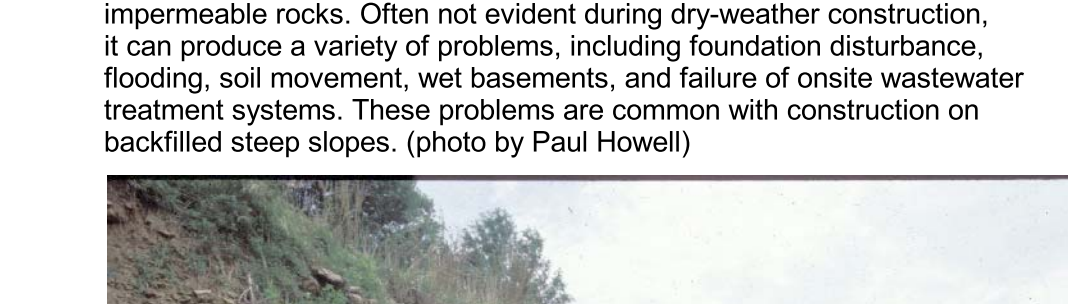 impermeable rocks. Often not evident during dry-weather construction,
it can produce a variety of problems, including foundation disturbance,
flooding, soil movement, wet basements, and failure of onsite wastewater
treatment systems. These problems are common with construction on
backfilled steep slopes. (photo by Paul Howell)